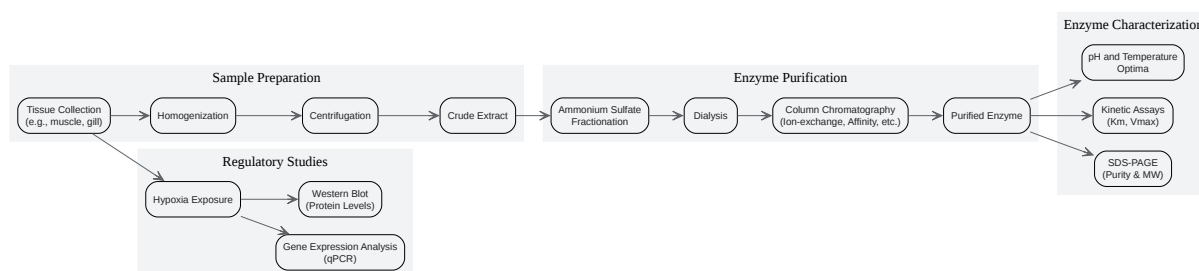 Enzyme Characterization
Sample Preparation
Enzyme Purification
pH and Temperature
Optima
Tissue Collection
(e.g., muscle, gill)
Homogenization
Centrifugation
Crude Extract
Ammonium Sulfate
Fractionation
Dialysis
Column Chromatography
(Ion-exchange, Affinity, etc.)
Purified Enzyme
Kinetic Assays
(Km, Vmax)
SDS-PAGE
(Purity & MW)
Regulatory Studies
Hypoxia Exposure
Western Blot
(Protein Levels)
Gene Expression Analysis
(qPCR)